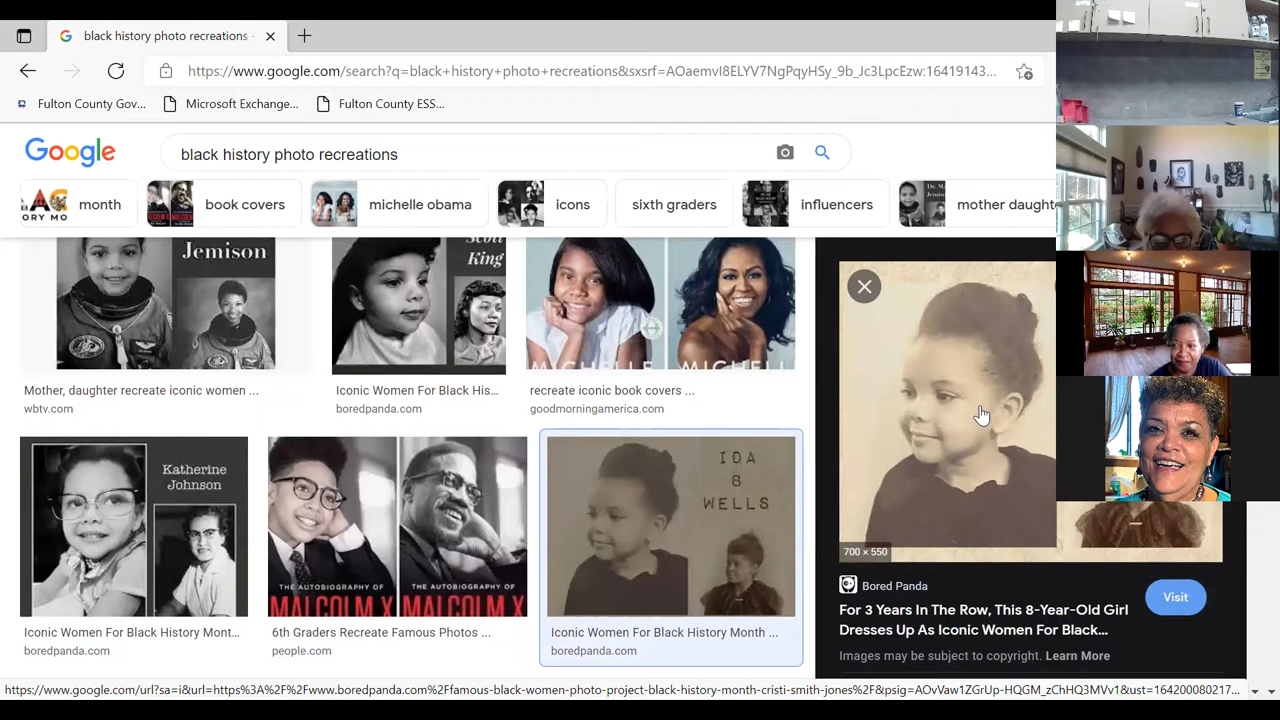 black history photo recreations -
https://www.google.com/search?q=black+history+photo+recreations&sxsrf=AOaemvI8ELYV7NgPqyHSy_9b_Jc3LpcEzw:16419143...
Fulton County Gov...
Microsoft Exchange...
Fulton County ESS...
Google
black history photo recreations
ORY MO
month
book covers
michelle obama
icons
sixth graders
influencers
mother daughte
Jemison
Scott
King
Mother, daughter recreate iconic women ...
wbtv.com
Iconic Women For Black His...
boredpanda.com
recreate iconic book covers ...
goodmorningamerica.com
Katherine
Johnson
THE AUTOBIOGRAPHY OF
MALCOLM X
THE AUTOBIOGRAPHY OF
MALCOLM X
IDA
B
WELLS
Iconic Women For Black History Mont...
boredpanda.com
6th Graders Recreate Famous Photos ...
people.com
Iconic Women For Black History Month ...
boredpanda.com
700 × 550
Bored Panda
Visit
For 3 Years In The Row, This 8-Year-Old Girl
Dresses Up As Iconic Women For Black...
Images may be subject to copyright. Learn More
https://www.google.com/url?sa=i&url=https%3A%2F%2Fwww.boredpanda.com%2Ffamous-black-women-photo-project-black-history-month-cristi-smith-jones%2F&psig=AOvVaw1ZGrUp-HQGM_zChHQ3MVv1&ust=164200080217...